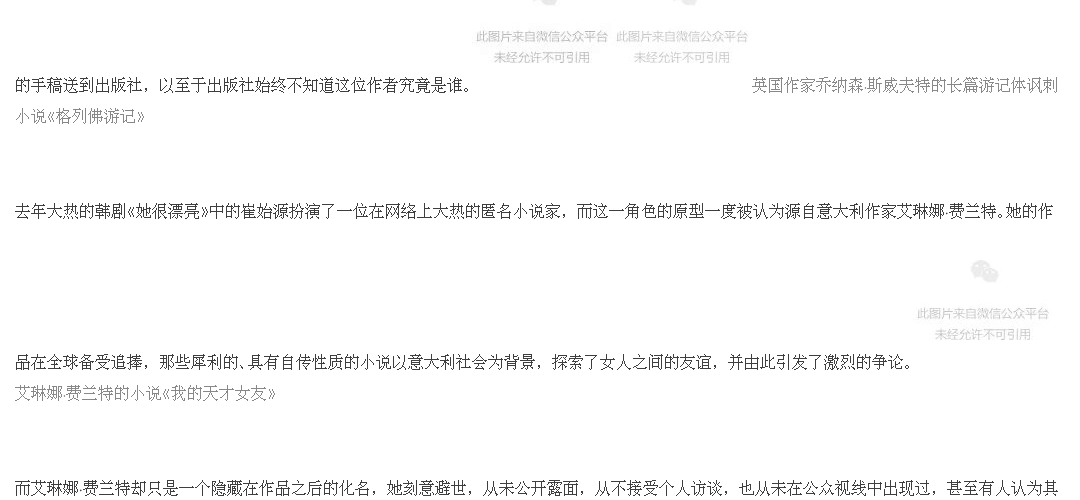 此图片来自微信公众平台 此图片来自微信公众平台
未经允许不可引用 未经允许不可引用
的手稿送到出版社，以至于出版社始终不知道这位作者究竟是谁。 英国作家乔纳森·斯威夫特的长篇游记体讽刺
小说《格列佛游记》
去年大热的韩剧《她很漂亮》中的崔始源扮演了一位在网络上大热的匿名小说家，而这一角色的原型一度被认为源自意大利作家艾琳娜·费兰特。她的作
此图片来自微信公众平台
未经允许不可引用
品在全球备受追捧，那些犀利的、具有自传性质的小说以意大利社会为背景，探索了女人之间的友谊，并由此引发了激烈的争论。
艾琳娜·费兰特的小说《我的天才女友》
而艾琳娜·费兰特却只是一个隐藏在作品之后的化名，她刻意避世，从未公开露面，从不接受个人访谈，也从未在公众视线中出现过，甚至有人认为其